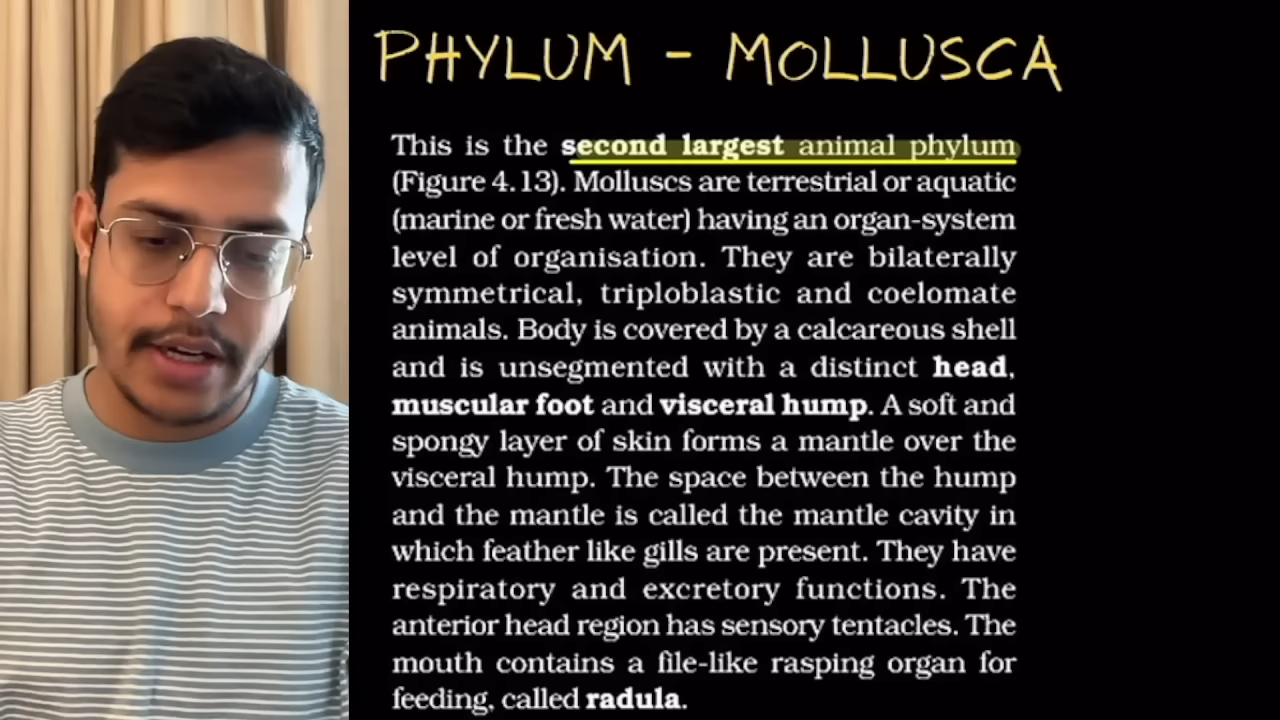 PHYLUM - MOLLUSCA
This is the second largest animal phylum
(Figure 4.13). Molluscs are terrestrial or aquatic
(marine or fresh water) having an organ-system
level of organisation. They are bilaterally
symmetrical, triploblastic and coelomate
animals. Body is covered by a calcareous shell
and is unsegmented with a distinct head,
muscular foot and visceral hump. A soft and
spongy layer of skin forms a mantle over the
visceral hump. The space between the hump
and the mantle is called the mantle cavity in
which feather like gills are present. They have
respiratory and excretory functions. The
anterior head region has sensory tentacles. The
mouth contains a file-like rasping organ for
feeding, called radula.